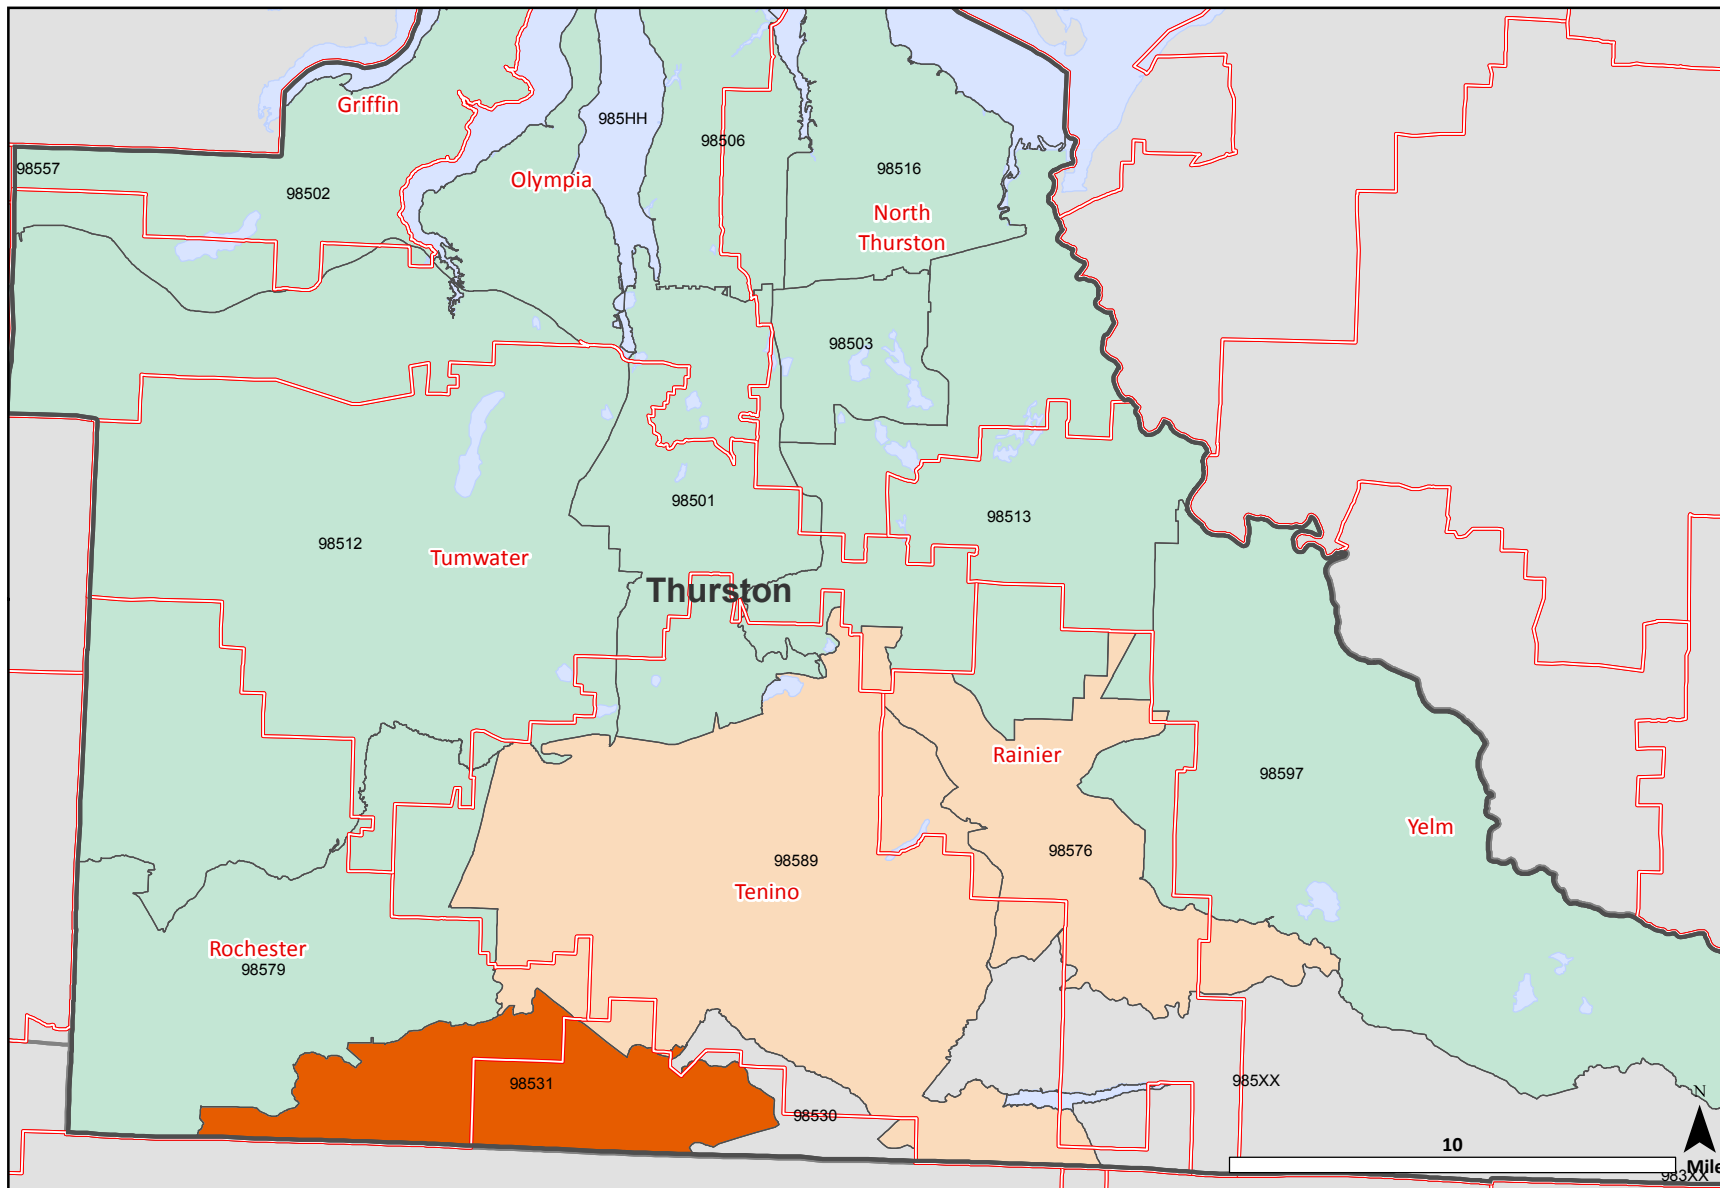 Griffin
985HH
98506
98557
98502
Olympia
98516
North
Thurston
98503
98501
98513
98512
Tumwater
Thurston
Rainier
98597
Yelm
98589
98576
Tenino
Rochester
98579
98531
985XX
98530
N
10
Mile
983XX